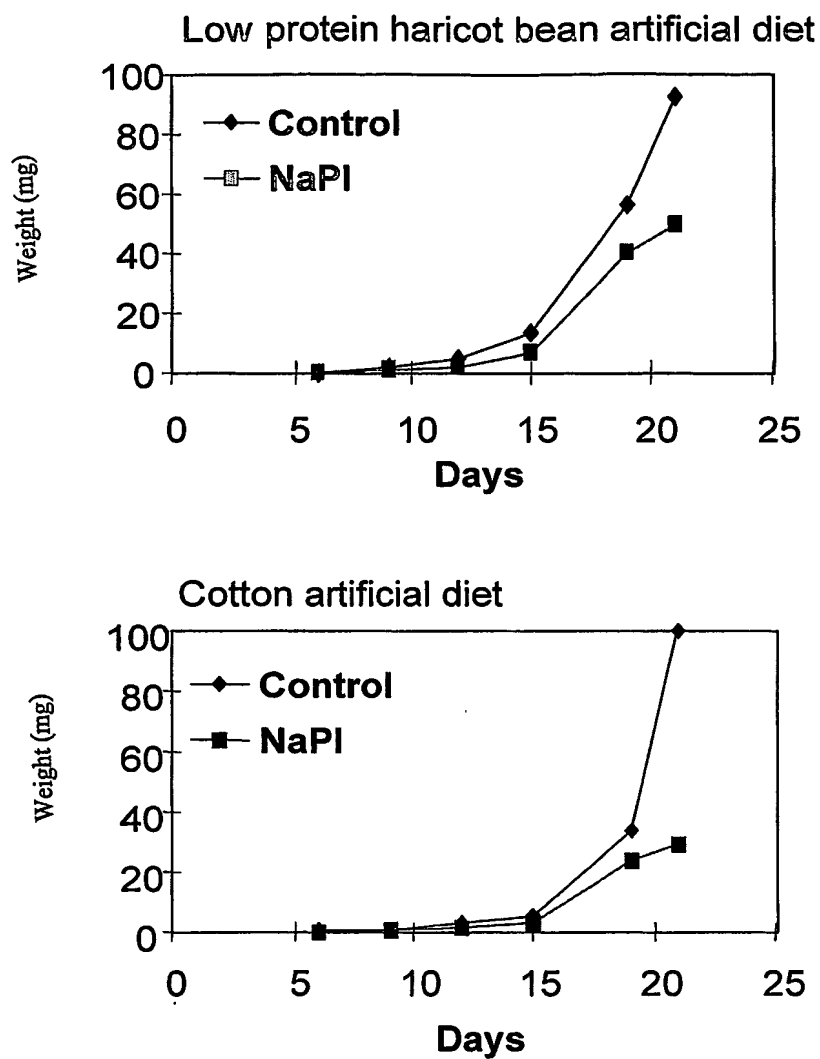 Low protein haricot bean artificial diet
100
80
60
40
20
0
Weight (mg)
Control
NaPI
0 5 10 15 20 25
Days
Cotton artificial diet
100
80
60
40
20
0
Weight (mg)
Control
NaPI
0 5 10 15 20 25
Days